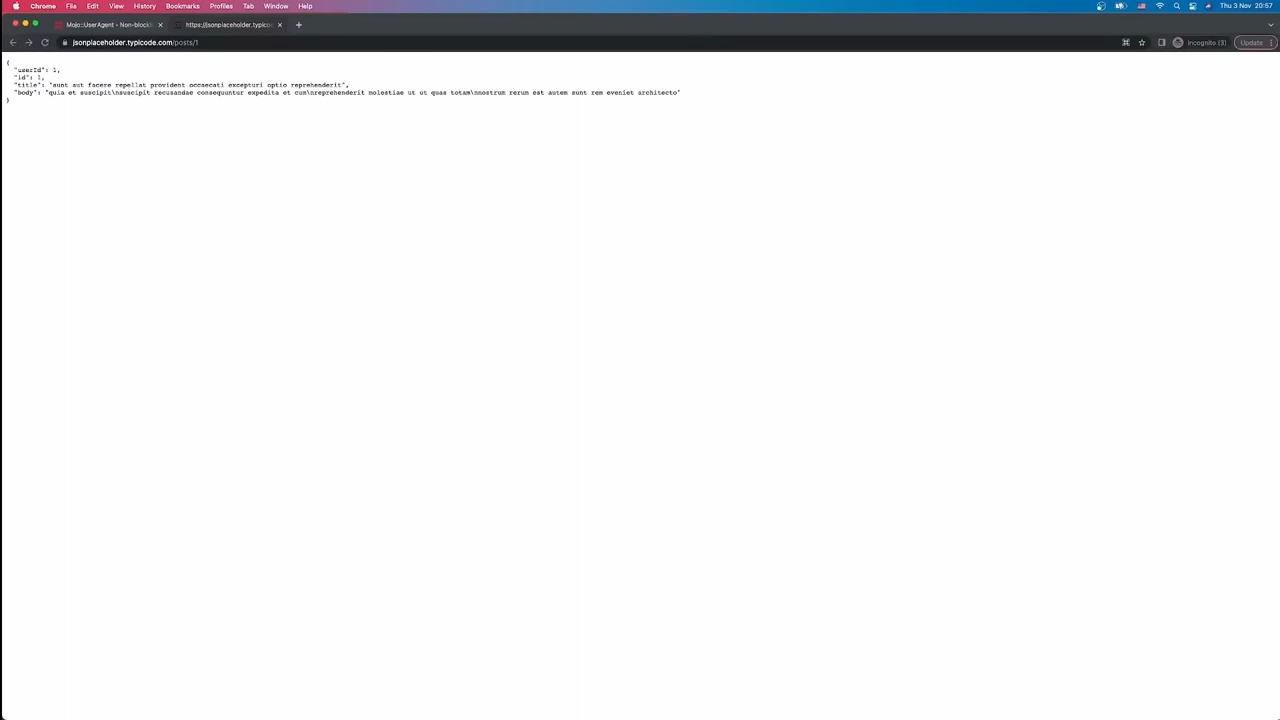 Chrome File Edit View History Bookmarks Profiles Tab Window Help Thu 3 Nov 20:57
Mojo::UserAgent - Non-blocki https://jsonplaceholder.typico
jsonplaceholder.typicode.com/posts/1 Incognito (3) Update
{
"userId": 1,
"id": 1,
"title": "sunt aut facere repellat provident occaecati excepturi optio reprehenderit",
"body": "quia et suscipit\nsuscipit recusandae consequuntur expedita et cum\nreprehenderit molestiae ut ut quas totam\nnostrum rerum est autem sunt rem eveniet architecto"
}